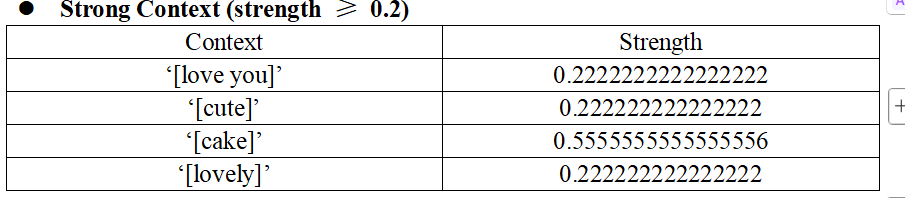 ● Strong Context (strength ≥ 0.2)
Context Strength
‘[love you]’ 0.2222222222222222
‘[cute]’ 0.222222222222222
‘[cake]’ 0.5555555555555556
‘[lovely]’ 0.222222222222222